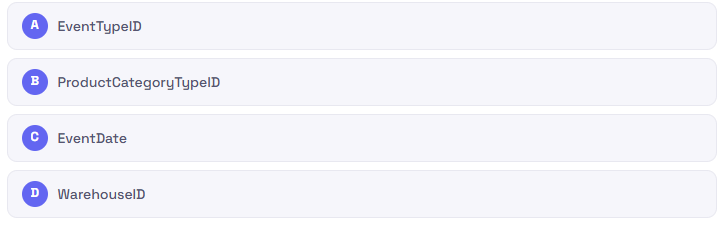 A EventTypeID
B ProductCategoryTypeID
C EventDate
D WarehouseID